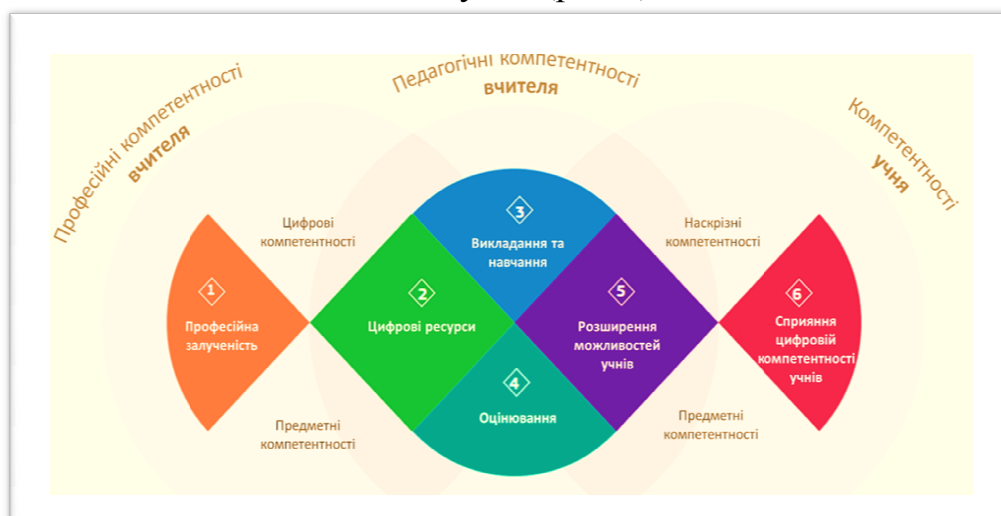 Професійні компетентності
вчителя
Педагогічні компетентності
вчителя
Компетентності
учня
Цифрові
компетентності
Наскрізні
компетентності
1
Професійна
залученість
2
Цифрові ресурси
3
Викладання та
навчання
4
Оцінювання
5
Розширення
можливостей
учнів
6
Сприяння
цифровій
компетентності
учнів
Предметні
компетентності
Предметні
компетентності